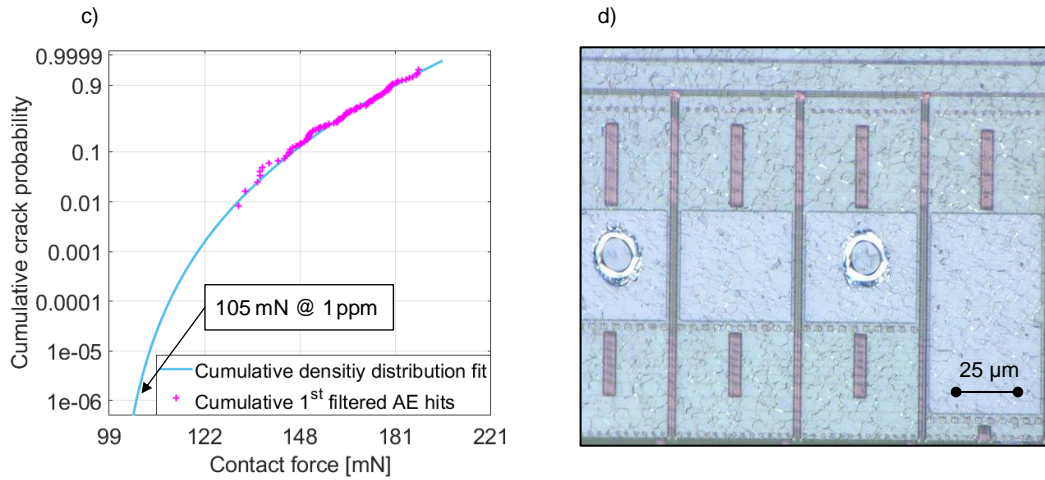 c)
d)
Cumulative crack probability
0.9999
0.9
0.1
0.01
0.001
0.0001
1e-05
1e-06
105 mN @ 1 ppm
Cumulative densitiy distribution fit
Cumulative 1st filtered AE hits
99 122 148 181 221
Contact force [mN]
25 µm